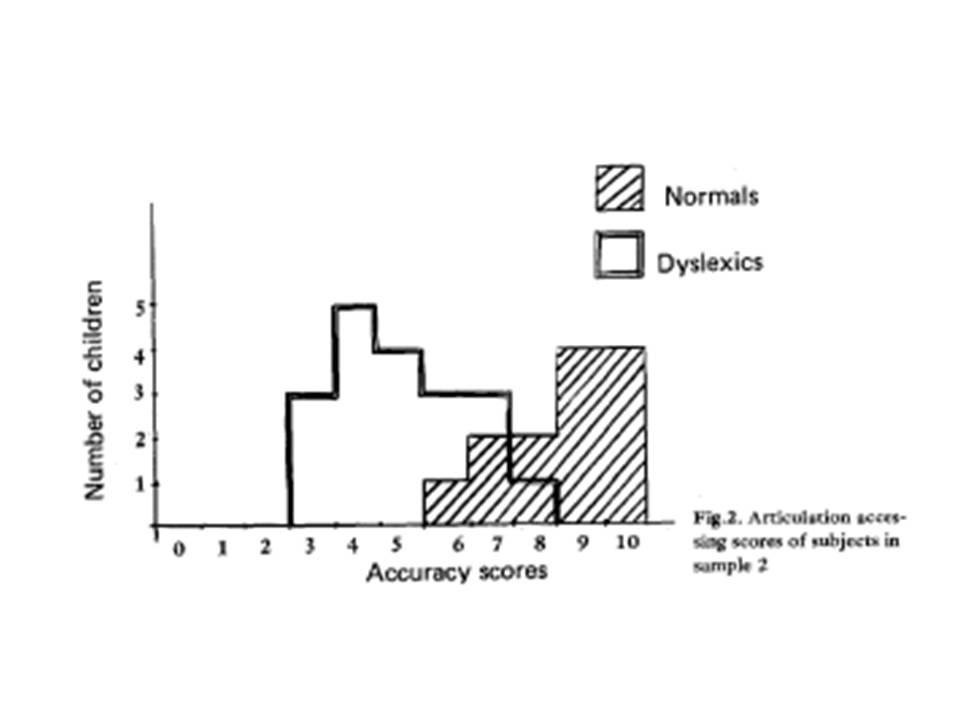 Normals
Dyslexics
Number of children
5
4
3
2
1
0 1 2 3 4 5 6 7 8 9 10
Accuracy scores
Fig.2. Articulation acces-
sing scores of subjects in
sample 2